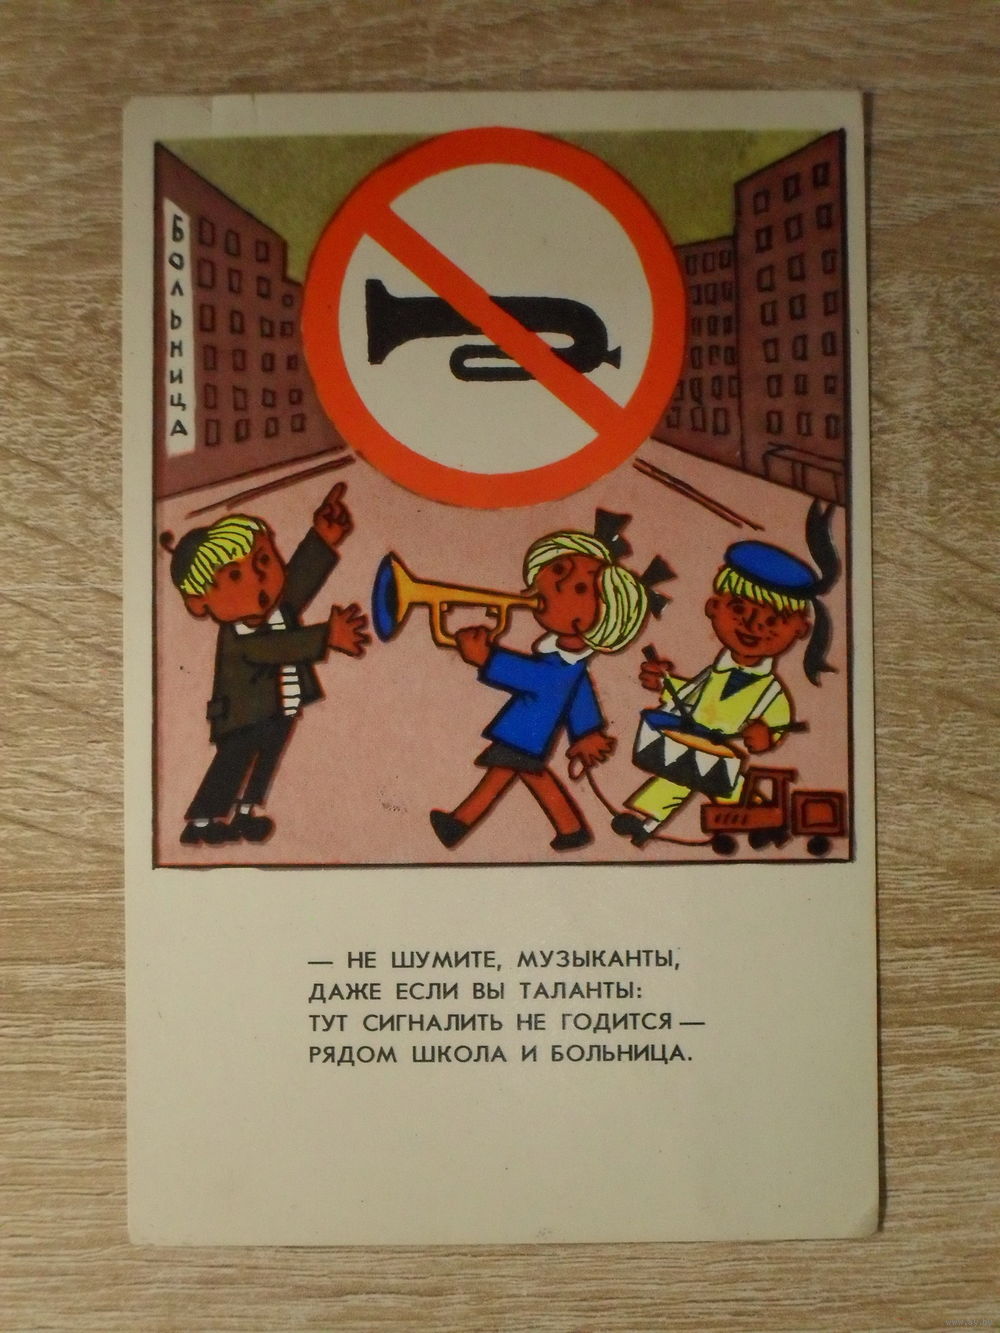 БОЛЬНИЦА
— НЕ ШУМИТЕ, МУЗЫКАНТЫ,
ДАЖЕ ЕСЛИ ВЫ ТАЛАНТЫ:
ТУТ СИГНАЛИТЬ НЕ ГОДИТСЯ —
РЯДОМ ШКОЛА И БОЛЬНИЦА.